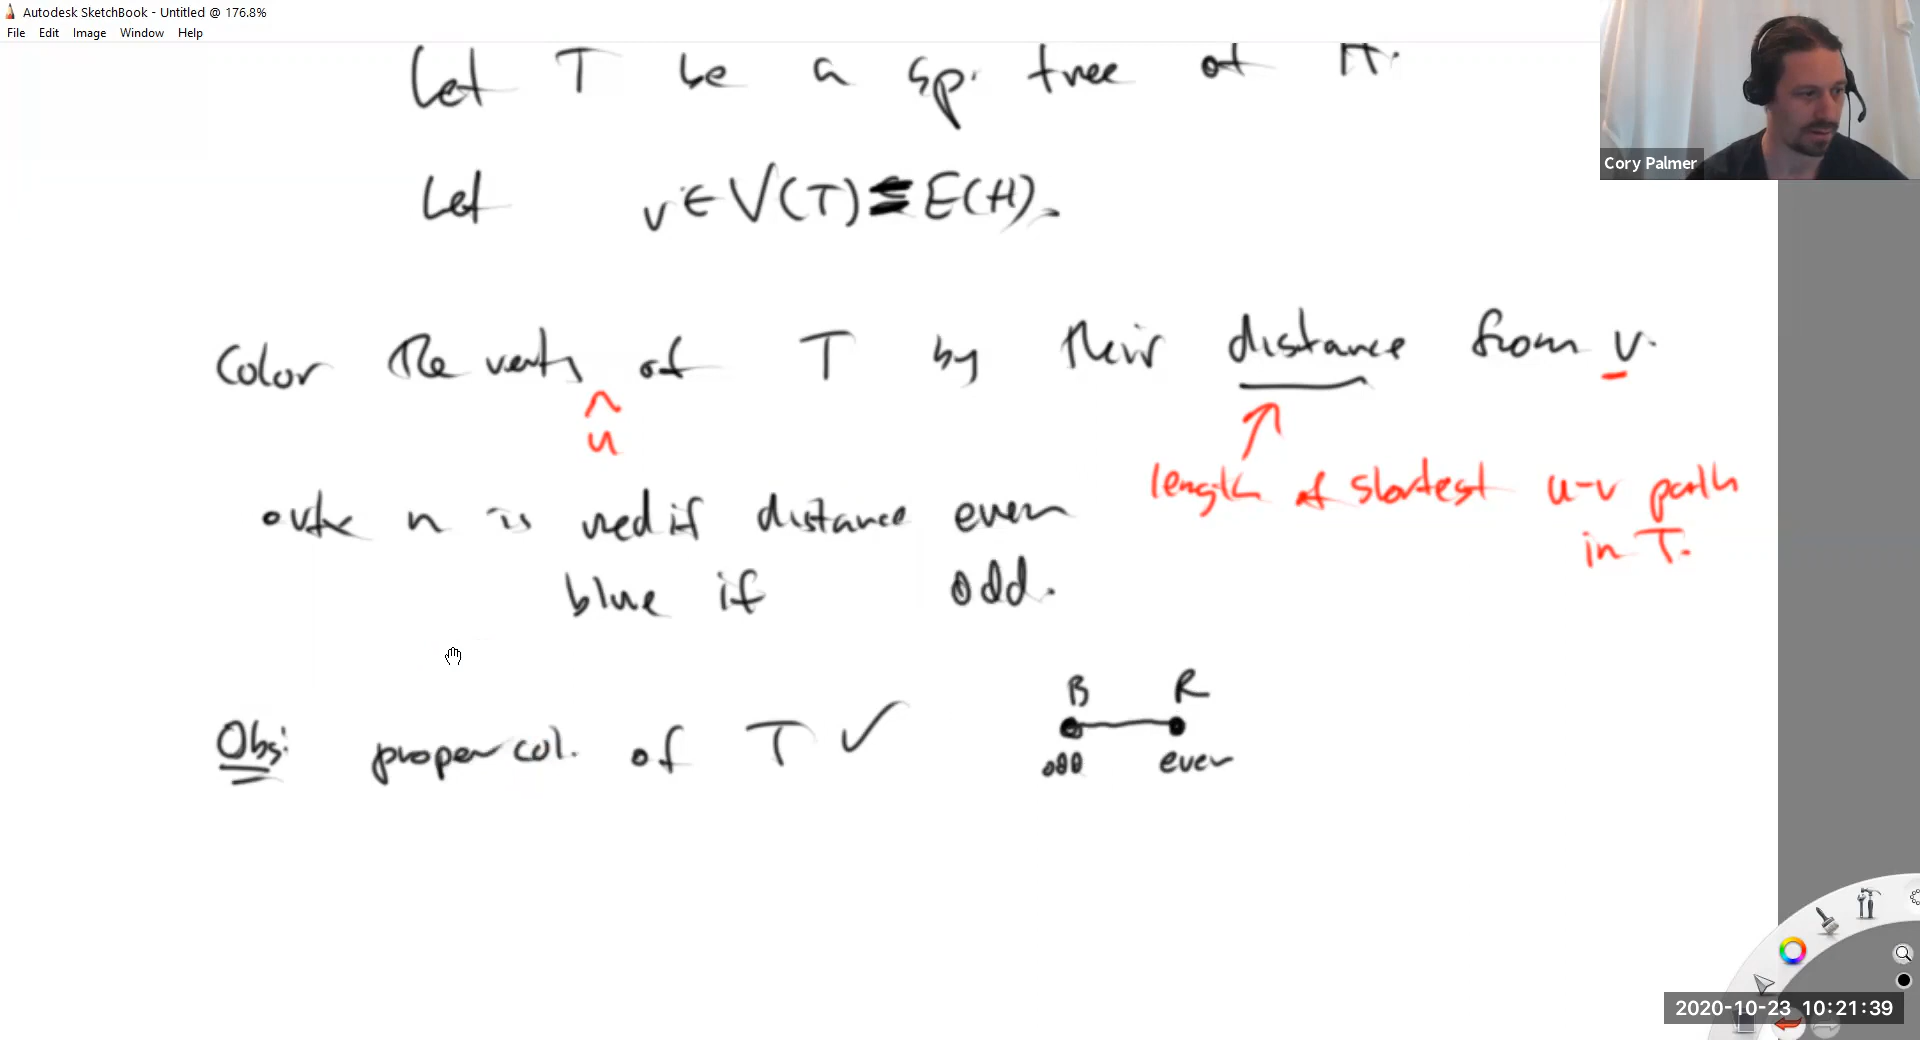 Autodesk SketchBook - Untitled @ 176.8%
File Edit Image Window Help
Let T be a sp. tree of H.
Cory Palmer
Let v ∈ V(T) = E(H).
Color the verts of T by their distance from v.
u
length of shortest u-v path
in T.
• vtx u is red if distance even
blue if odd.
B R
Obs: proper col. of T ✓
odd even
2020-10-23 10:21:39